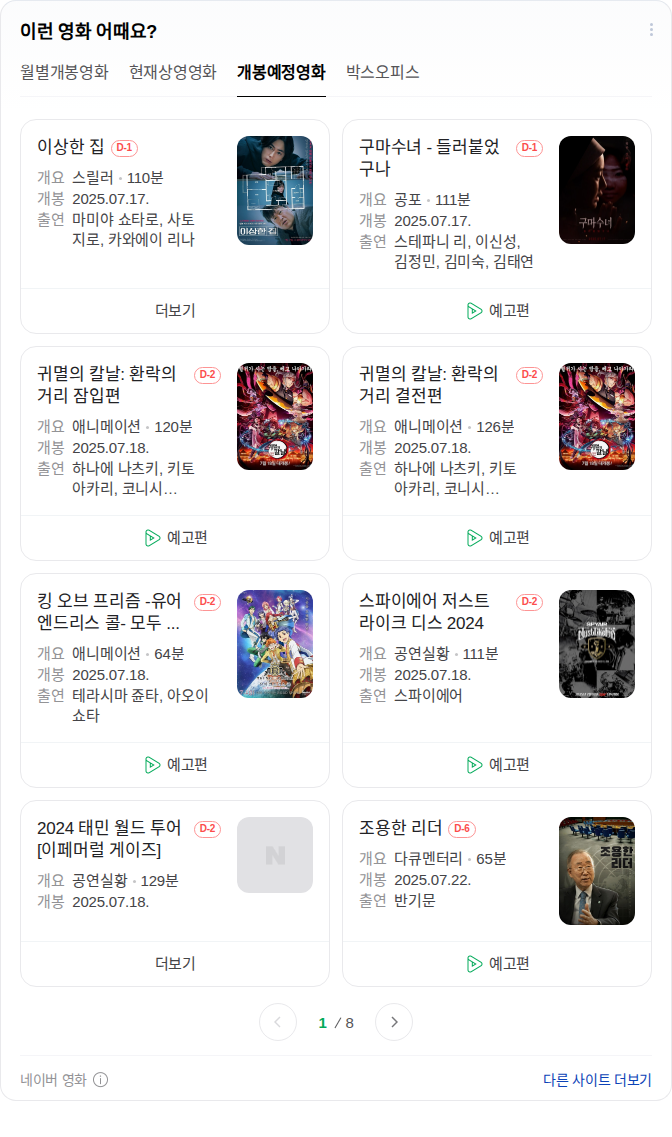 이런 영화 어때요?
월별개봉영화 현재상영영화 개봉예정영화 박스오피스
이상한 집 D-1
개요 스릴러 · 110분
개봉 2025.07.17.
출연 마미야 쇼타로, 사토
지로, 카와에이 리나
이상한 집
더보기
구마수녀 - 들러붙었 D-1
구나
개요 공포 · 111분
개봉 2025.07.17.
출연 스테파니 리, 이신성,
김정민, 김미숙, 김태연
구마수녀
예고편
귀멸의 칼날: 환락의 D-2
거리 잠입편
개요 애니메이션 · 120분
개봉 2025.07.18.
출연 하나에 나츠키, 키토
아카리, 코니시…
예고편
귀멸의 칼날: 환락의 D-2
거리 결전편
개요 애니메이션 · 126분
개봉 2025.07.18.
출연 하나에 나츠키, 키토
아카리, 코니시…
예고편
킹 오브 프리즘 -유어 D-2
엔드리스 콜- 모두 ...
개요 애니메이션 · 64분
개봉 2025.07.18.
출연 테라시마 쥰타, 아오이
쇼타
예고편
스파이에어 저스트 D-2
라이크 디스 2024
개요 공연실황 · 111분
개봉 2025.07.18.
출연 스파이에어
SPYAIR
예고편
2024 태민 월드 투어 D-2
[이페머럴 게이즈]
개요 공연실황 · 129분
개봉 2025.07.18.
N
더보기
조용한 리더 D-6
개요 다큐멘터리 · 65분
개봉 2025.07.22.
출연 반기문
조용한
리더
예고편
1 / 8
네이버 영화
다른 사이트 더보기